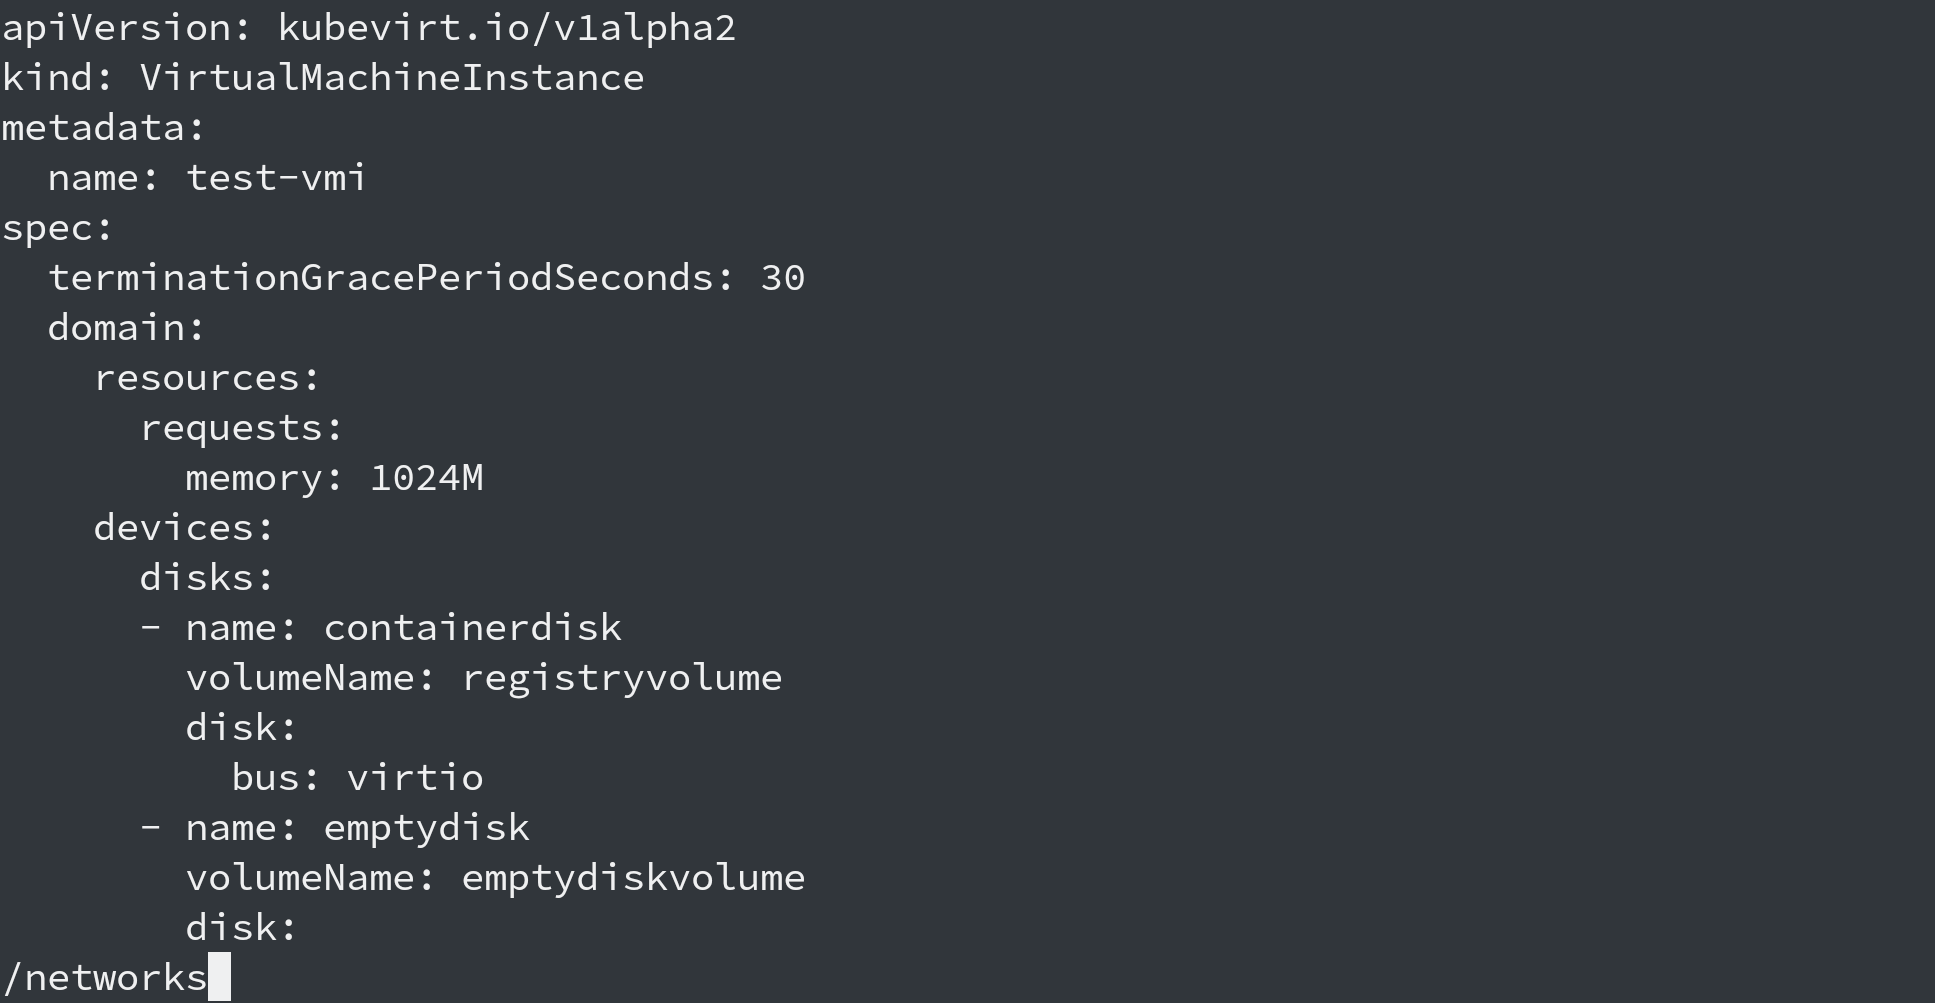 apiVersion: kubevirt.io/v1alpha2
kind: VirtualMachineInstance
metadata:
  name: test-vmi
spec:
  terminationGracePeriodSeconds: 30
  domain:
    resources:
      requests:
        memory: 1024M
    devices:
      disks:
      - name: containerdisk
        volumeName: registryvolume
        disk:
          bus: virtio
      - name: emptydisk
        volumeName: emptydiskvolume
        disk:
/networks